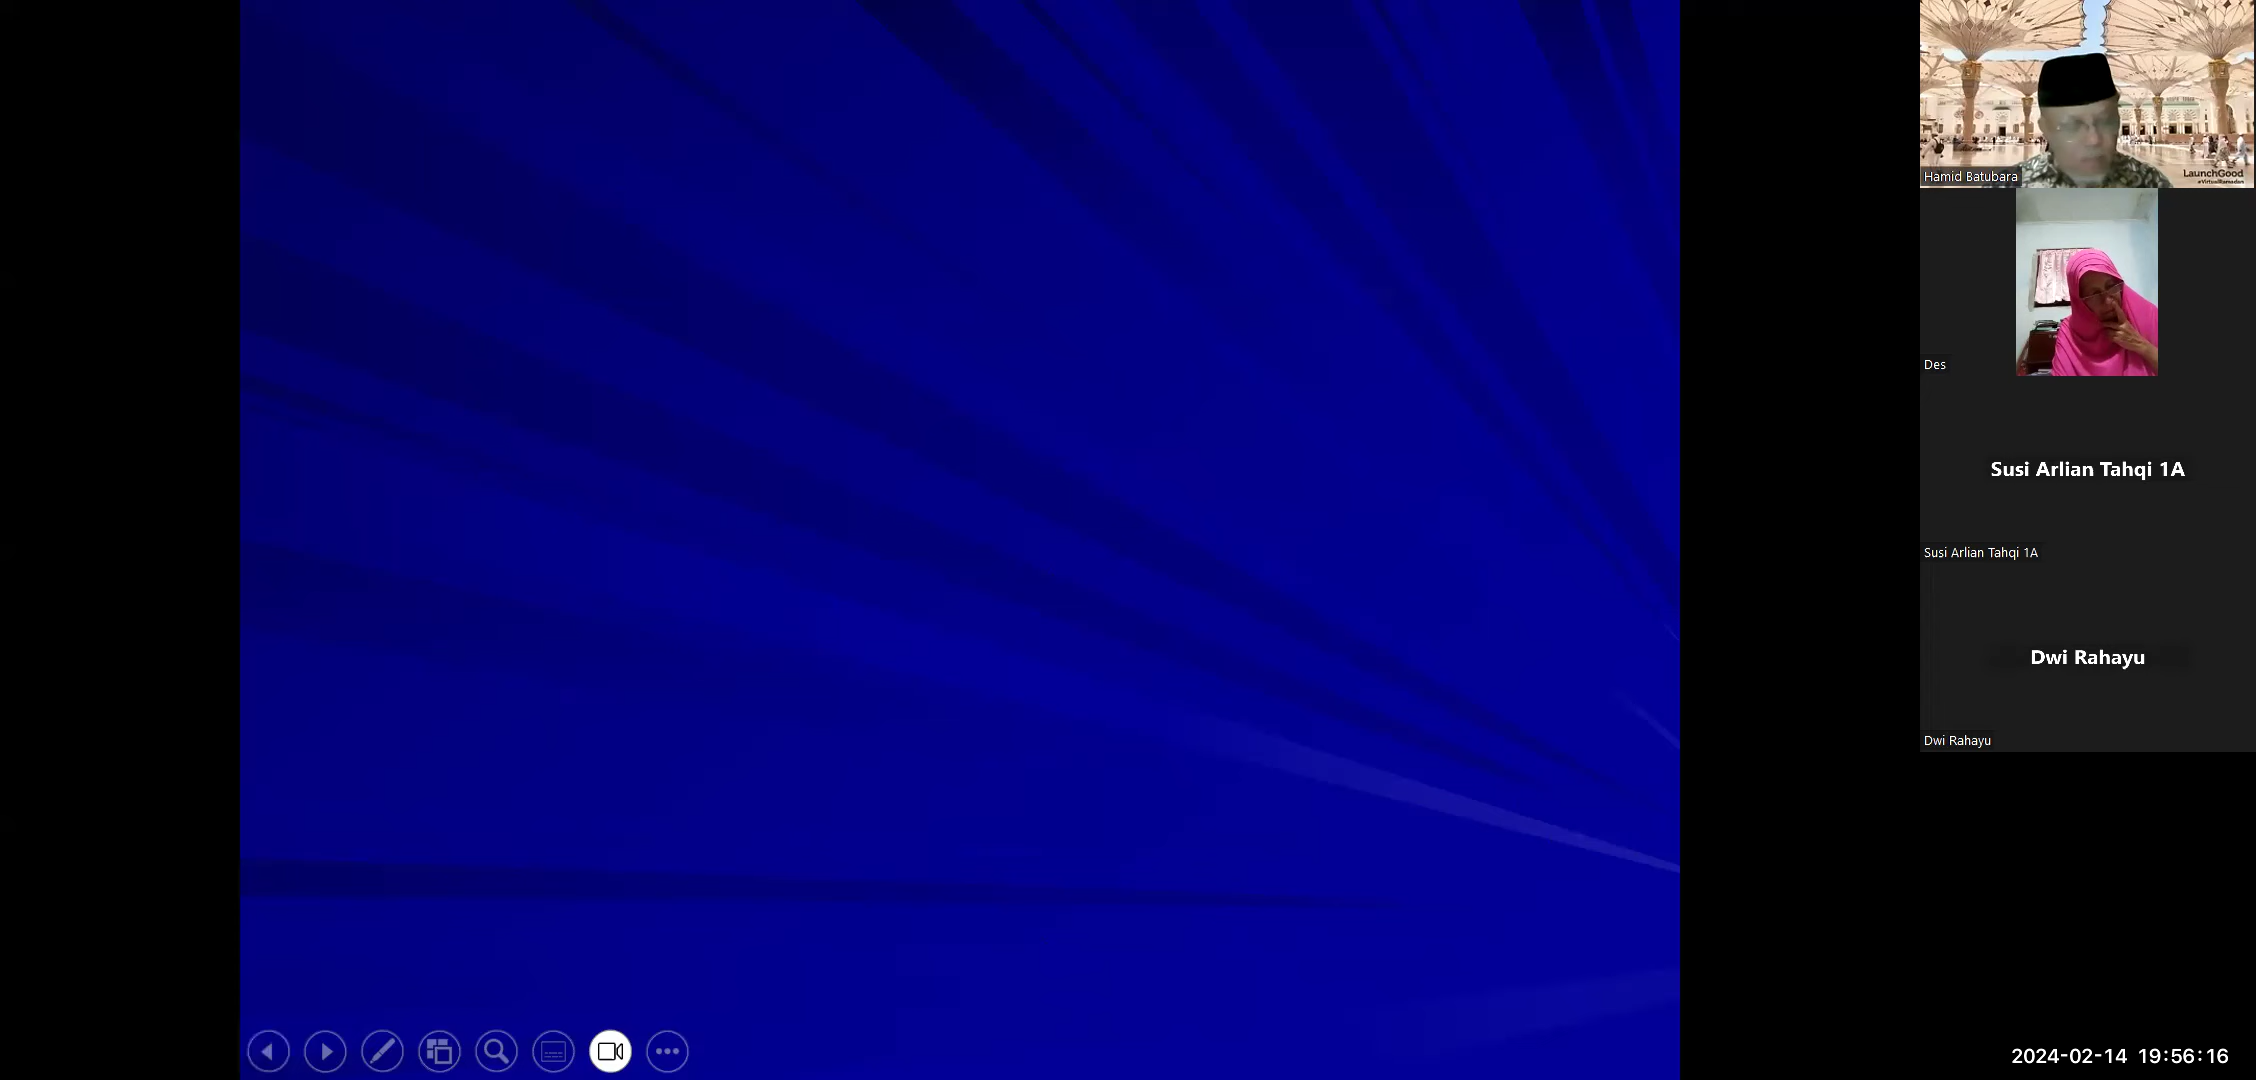 Hamid Batubara
LaunchGood
#VirtualRamadan
Des
Susi Arlian Tahqi 1A
Susi Arlian Tahqi 1A
Dwi Rahayu
Dwi Rahayu
2024-02-14 19:56:16